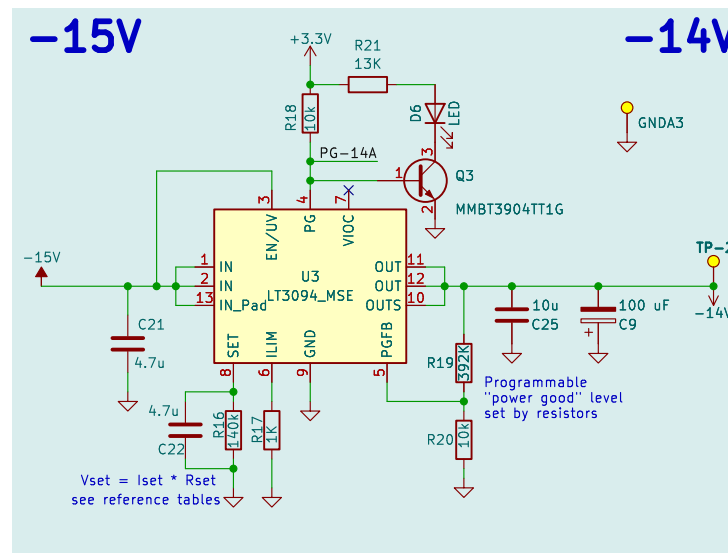 -15V
-14V
+3.3V
R21
13K
R18
10k
D6
LED
GNDA3
PG-14A
3
1
Q3
2
MMBT3904TT1G
3
4
7
EN/UV
PG
VIOC
-15V
TP-2
1
IN
OUT
11
2
IN
U3
OUT
12
LT3094_MSE
13
IN_Pad
OUTS
10
-14V
10u
C25
100 uF
C9
+
C21
4.7u
SET
ILIM
GND
PGFB
8
6
9
5
R19
392K
Programmable
"power good" level
set by resistors
4.7u
C22
R16
140k
R17
1K
R20
10k
Vset = Iset * Rset
see reference tables